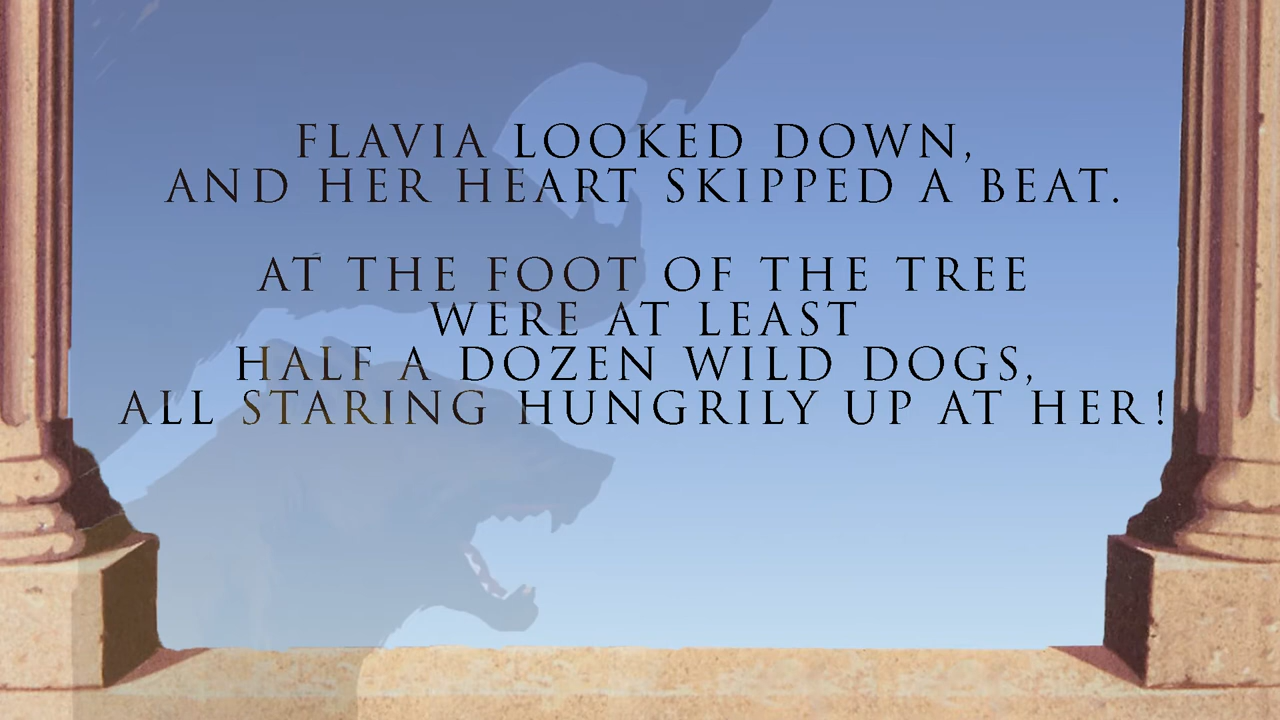 FLAVIA LOOKED DOWN,
AND HER HEART SKIPPED A BEAT.
AT THE FOOT OF THE TREE
WERE AT LEAST
HALF A DOZEN WILD DOGS,
ALL STARING HUNGRILY UP AT HER!